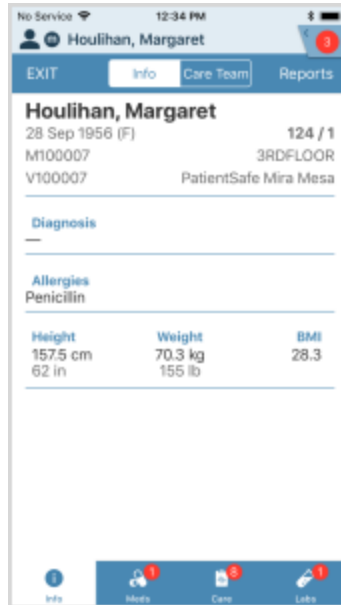 No Service 12:34 PM
m Houlihan, Margaret 3
EXIT Info Care Team Reports
Houlihan, Margaret
28 Sep 1956 (F) 124 / 1
M100007 3RDFLOOR
V100007 PatientSafe Mira Mesa
Diagnosis
—
Allergies
Penicillin
Height Weight BMI
157.5 cm 70.3 kg 28.3
62 in 155 lb
1 8 1
Info Meds Care Labs